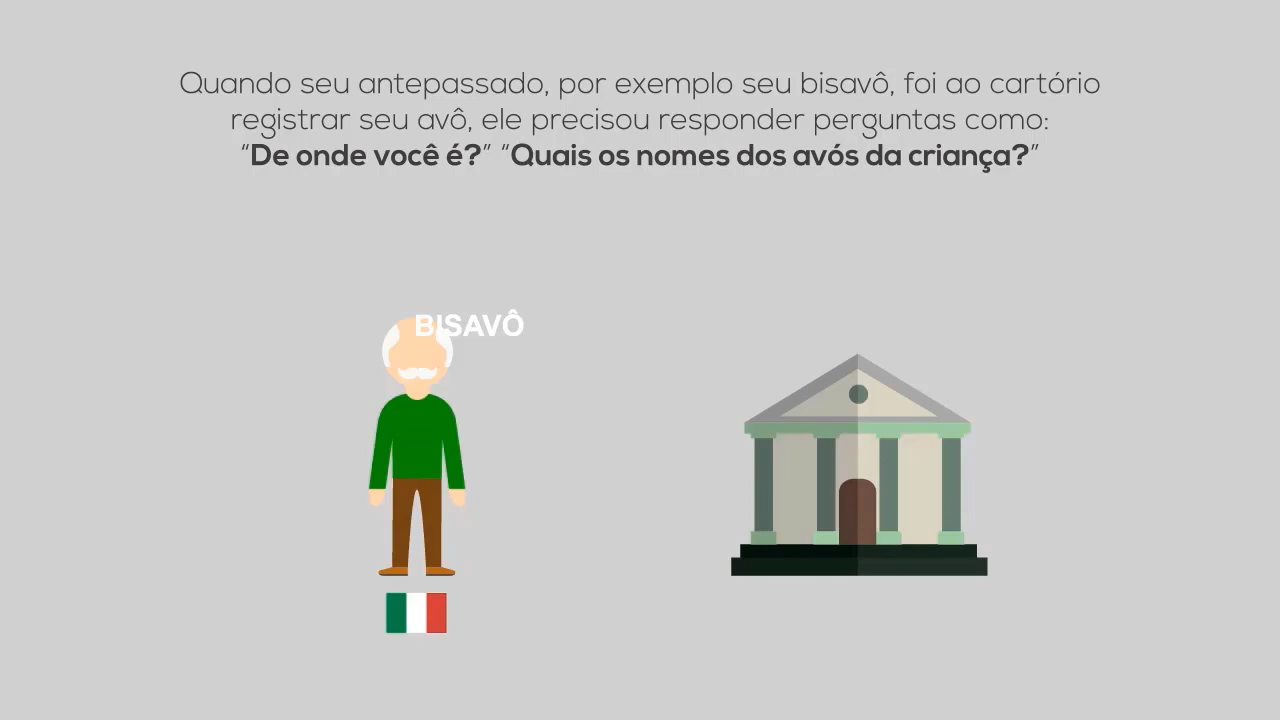 Quando seu antepassado, por exemplo seu bisavô, foi ao cartório
registrar seu avô, ele precisou responder perguntas como:
“De onde você é?” “Quais os nomes dos avós da criança?”
BISAVÔ